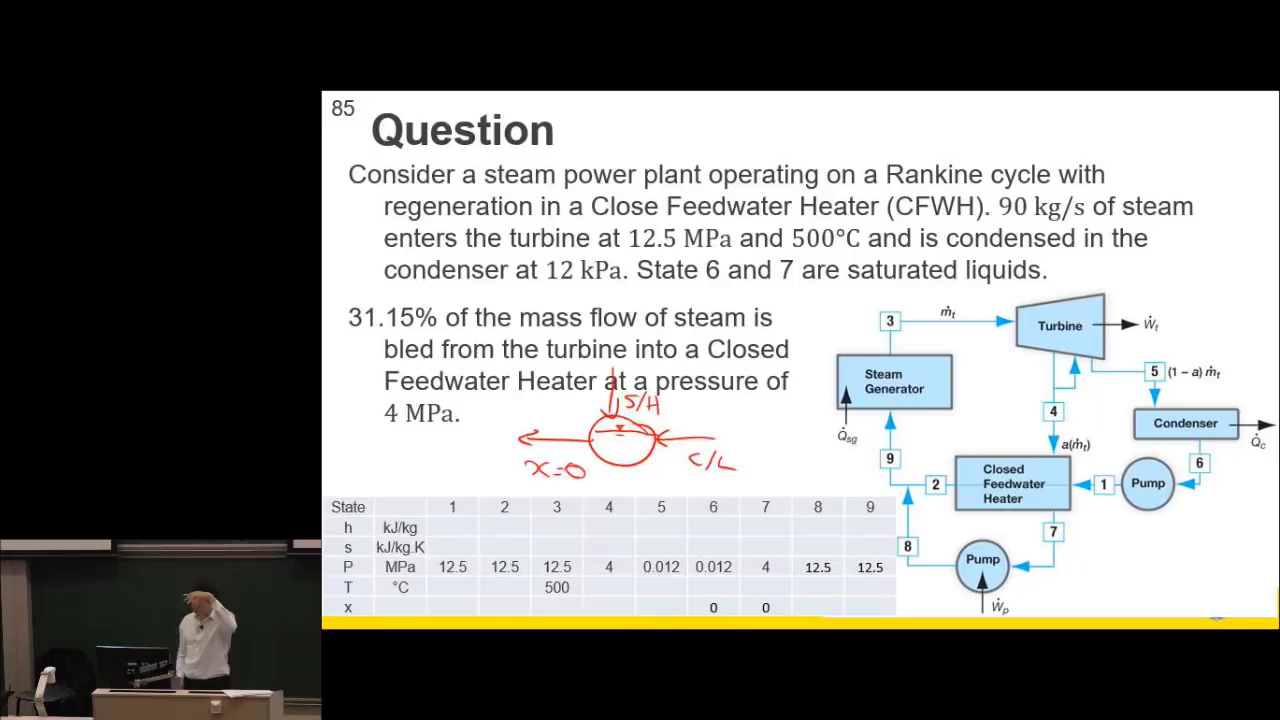 85
Question
Consider a steam power plant operating on a Rankine cycle with
regeneration in a Close Feedwater Heater (CFWH). 90 kg/s of steam
enters the turbine at 12.5 MPa and 500°C and is condensed in the
condenser at 12 kPa. State 6 and 7 are saturated liquids.
31.15% of the mass flow of steam is
bled from the turbine into a Closed
Feedwater Heater at a pressure of
4 MPa.
S/H
C/L
x=0
3
ṁt
Turbine
Ẇt
Steam
Generator
Q̇sg
5
(1 − a) ṁt
4
a(ṁt)
Condenser
Q̇c
6
9
2
Closed
Feedwater
Heater
1
Pump
7
8
Pump
Ẇp
State 1 2 3 4 5 6 7 8 9
h kJ/kg
s kJ/kg.K
P MPa 12.5 12.5 12.5 4 0.012 0.012 4 12.5 12.5
T °C 500
x 0 0